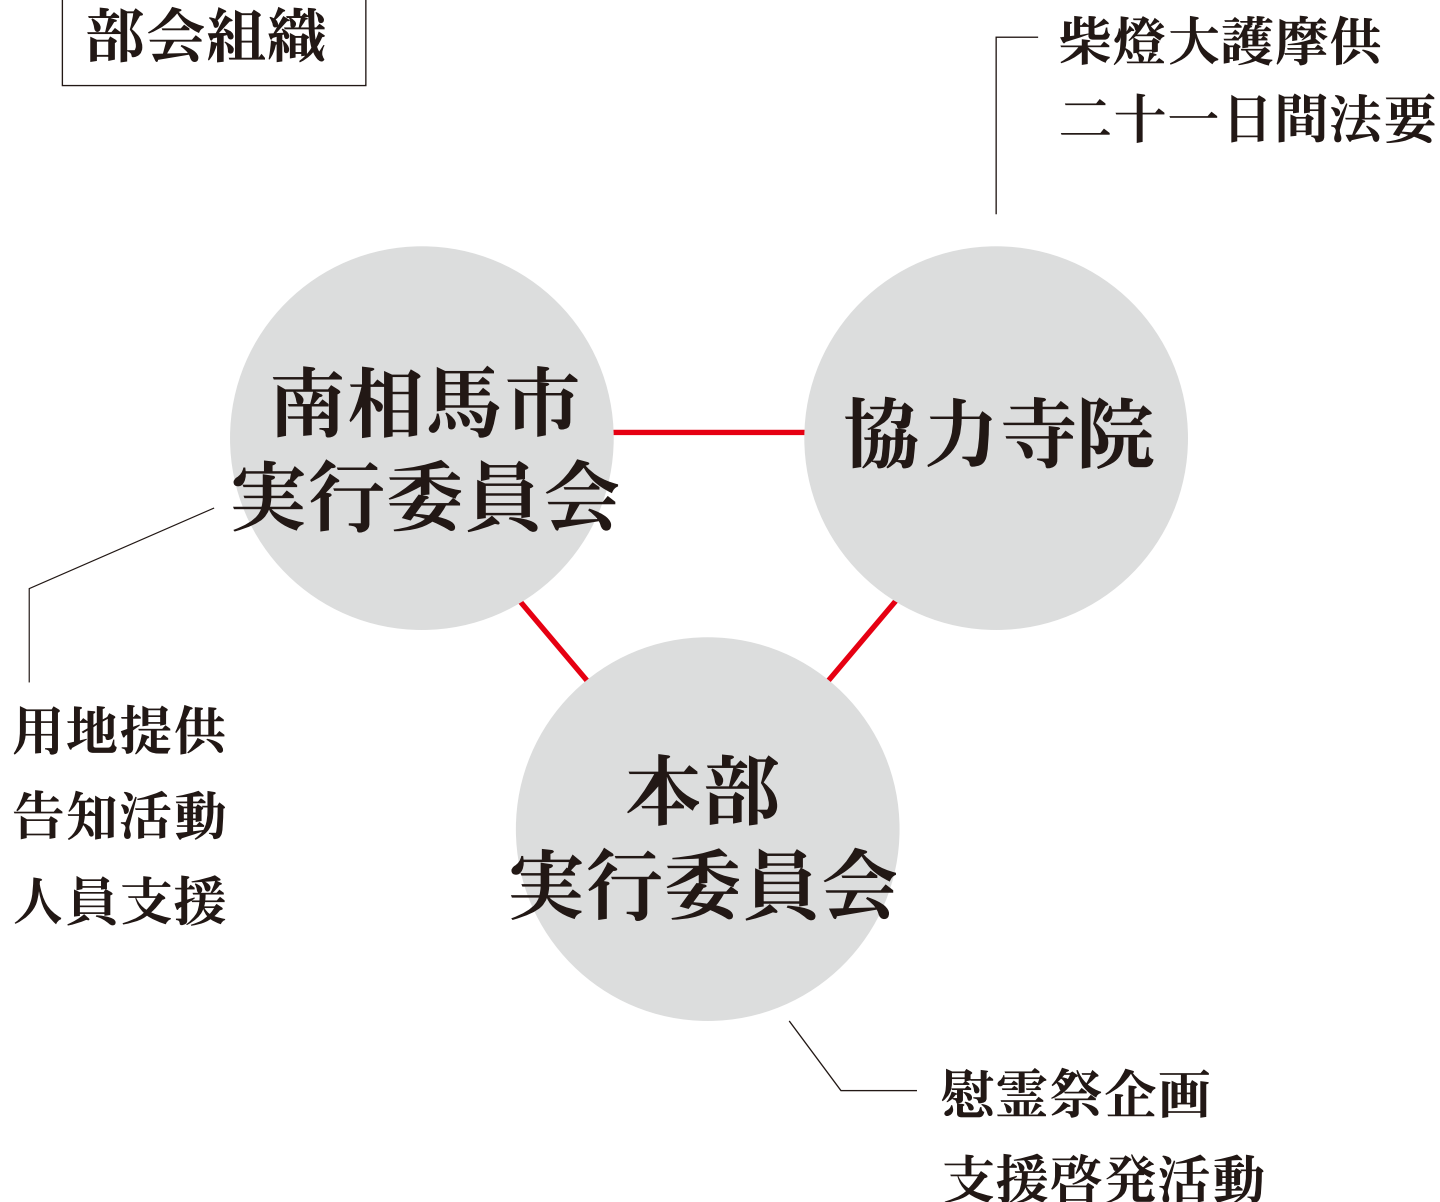 部会組織
柴燈大護摩供
二十一日間法要
南相馬市
実行委員会
協力寺院
用地提供
告知活動
人員支援
本部
実行委員会
慰霊祭企画
支援啓発活動